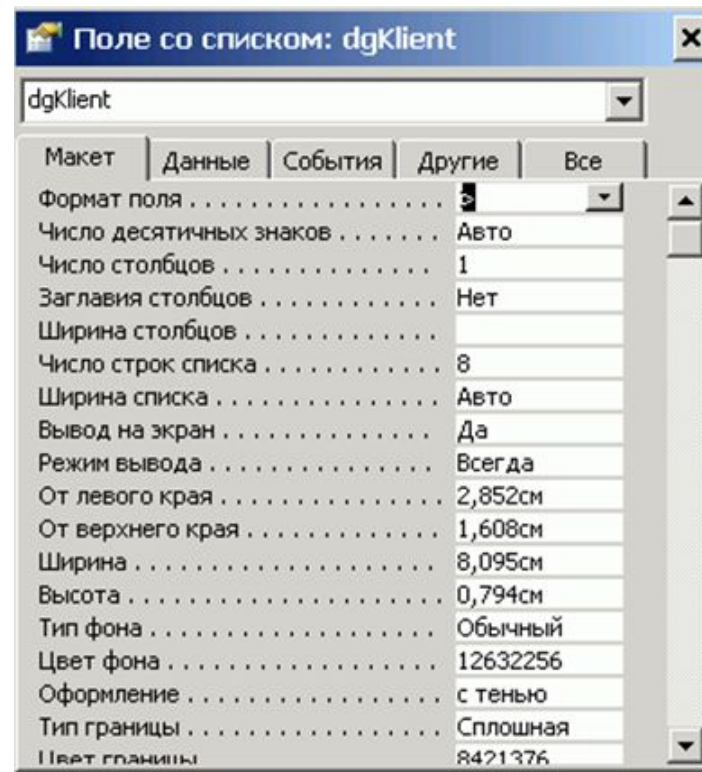 Поле со списком: dgKlient
dgKlient
Макет Данные События Другие Все
Формат поля . . . . . . . . . . . . . . . . . . >
Число десятичных знаков . . . . . . . Авто
Число столбцов . . . . . . . . . . . . . . 1
Заглавия столбцов . . . . . . . . . . . . Нет
Ширина столбцов . . . . . . . . . . . . .
Число строк списка . . . . . . . . . . . . 8
Ширина списка . . . . . . . . . . . . . . . Авто
Вывод на экран . . . . . . . . . . . . . . Да
Режим вывода . . . . . . . . . . . . . . . Всегда
От левого края . . . . . . . . . . . . . . . 2,852см
От верхнего края . . . . . . . . . . . . . 1,608см
Ширина . . . . . . . . . . . . . . . . . . . . 8,095см
Высота . . . . . . . . . . . . . . . . . . . . . 0,794см
Тип фона . . . . . . . . . . . . . . . . . . . Обычный
Цвет фона . . . . . . . . . . . . . . . . . . 12632256
Оформление . . . . . . . . . . . . . . . . . с тенью
Тип границы . . . . . . . . . . . . . . . . . Сплошная
Цвет границы 8421376